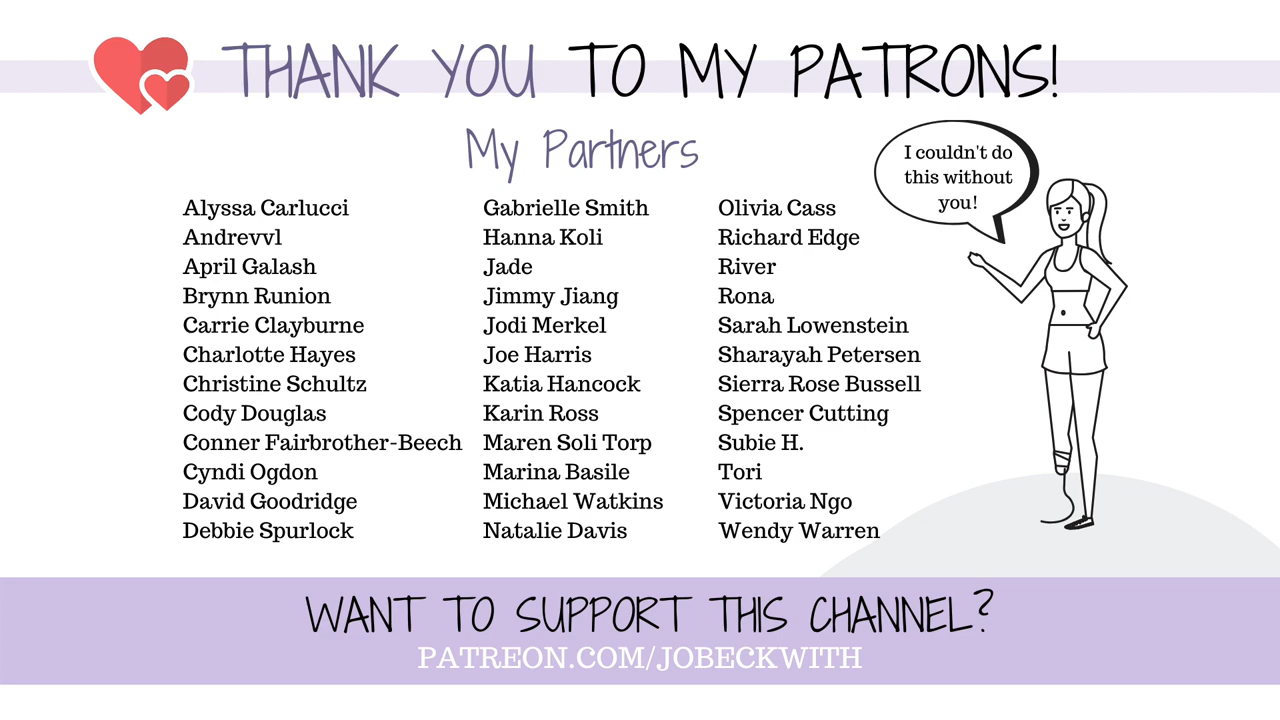 THANK YOU TO MY PATRONS!
My Partners
I couldn't do
this without
you!
Alyssa Carlucci
Andrevvl
April Galash
Brynn Runion
Carrie Clayburne
Charlotte Hayes
Christine Schultz
Cody Douglas
Conner Fairbrother-Beech
Cyndi Ogdon
David Goodridge
Debbie Spurlock
Gabrielle Smith
Hanna Koli
Jade
Jimmy Jiang
Jodi Merkel
Joe Harris
Katia Hancock
Karin Ross
Maren Soli Torp
Marina Basile
Michael Watkins
Natalie Davis
Olivia Cass
Richard Edge
River
Rona
Sarah Lowenstein
Sharayah Petersen
Sierra Rose Bussell
Spencer Cutting
Subie H.
Tori
Victoria Ngo
Wendy Warren
WANT TO SUPPORT THIS CHANNEL?
PATREON.COM/JOBECKWITH